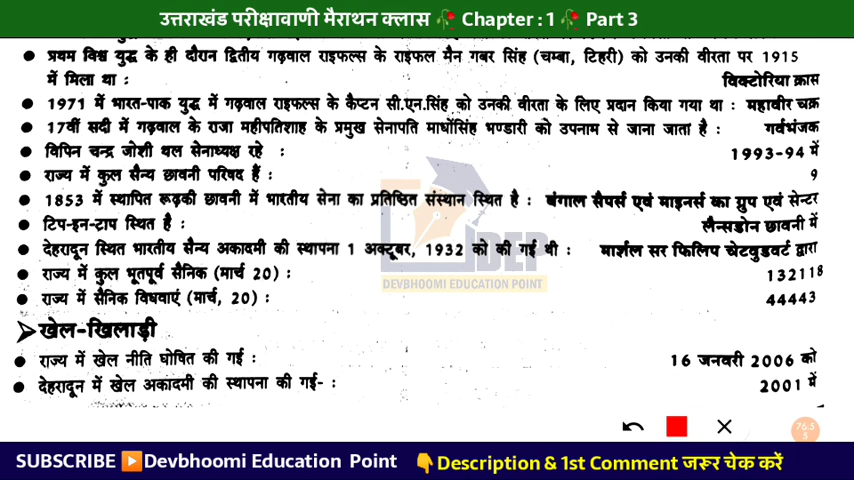 उत्तराखंड परीक्षावाणी मैराथन क्लास Chapter : 1 Part 3
प्रथम विश्व युद्ध के ही दौरान द्वितीय गढ़वाल राइफल्स के राइफल मैन गबर सिंह (चम्बा, टिहरी) को उनकी वीरता पर 1915
में मिला था : विक्टोरिया क्रास
1971 में भारत-पाक युद्ध में गढ़वाल राइफल्स के कैप्टन सी.एन.सिंह को उनकी वीरता के लिए प्रदान किया गया था : महावीर चक्र
17वीं सदी में गढ़वाल के राजा महीपतिशाह के प्रमुख सेनापति माधोंसिंह भण्डारी को उपनाम से जाना जाता है : गर्वभंजक
विपिन चन्द्र जोशी थल सेनाध्यक्ष रहे : 1993-94 में
राज्य में कुल सैन्य छावनी परिषद हैं : 9
1853 में स्थापित रूढ़की छावनी में भारतीय सेना का प्रतिष्ठित संस्थान स्थित है : बंगाल सैपर्स एवं माइनर्स का ग्रुप एवं सेन्टर
टिप-इन-टाप स्थित है : लैन्सडोन छावनी में
देहरादून स्थित भारतीय सैन्य अकादमी की स्थापना 1 अक्टूबर, 1932 को की गई थी : मार्शल सर फिलिप चेटवुडवर्ट द्वारा
राज्य में कुल भूतपूर्व सैनिक (मार्च 20) : 132118
राज्य में सैनिक विधवाएं (मार्च, 20) : 44443
DEP
DEVBHOOMI EDUCATION POINT
खेल-खिलाड़ी
राज्य में खेल नीति घोषित की गई : 16 जनवरी 2006 को
देहरादून में खेल अकादमी की स्थापना की गई- : 2001 में
SUBSCRIBE Devbhoomi Education Point Description & 1st Comment जरूर चेक करें